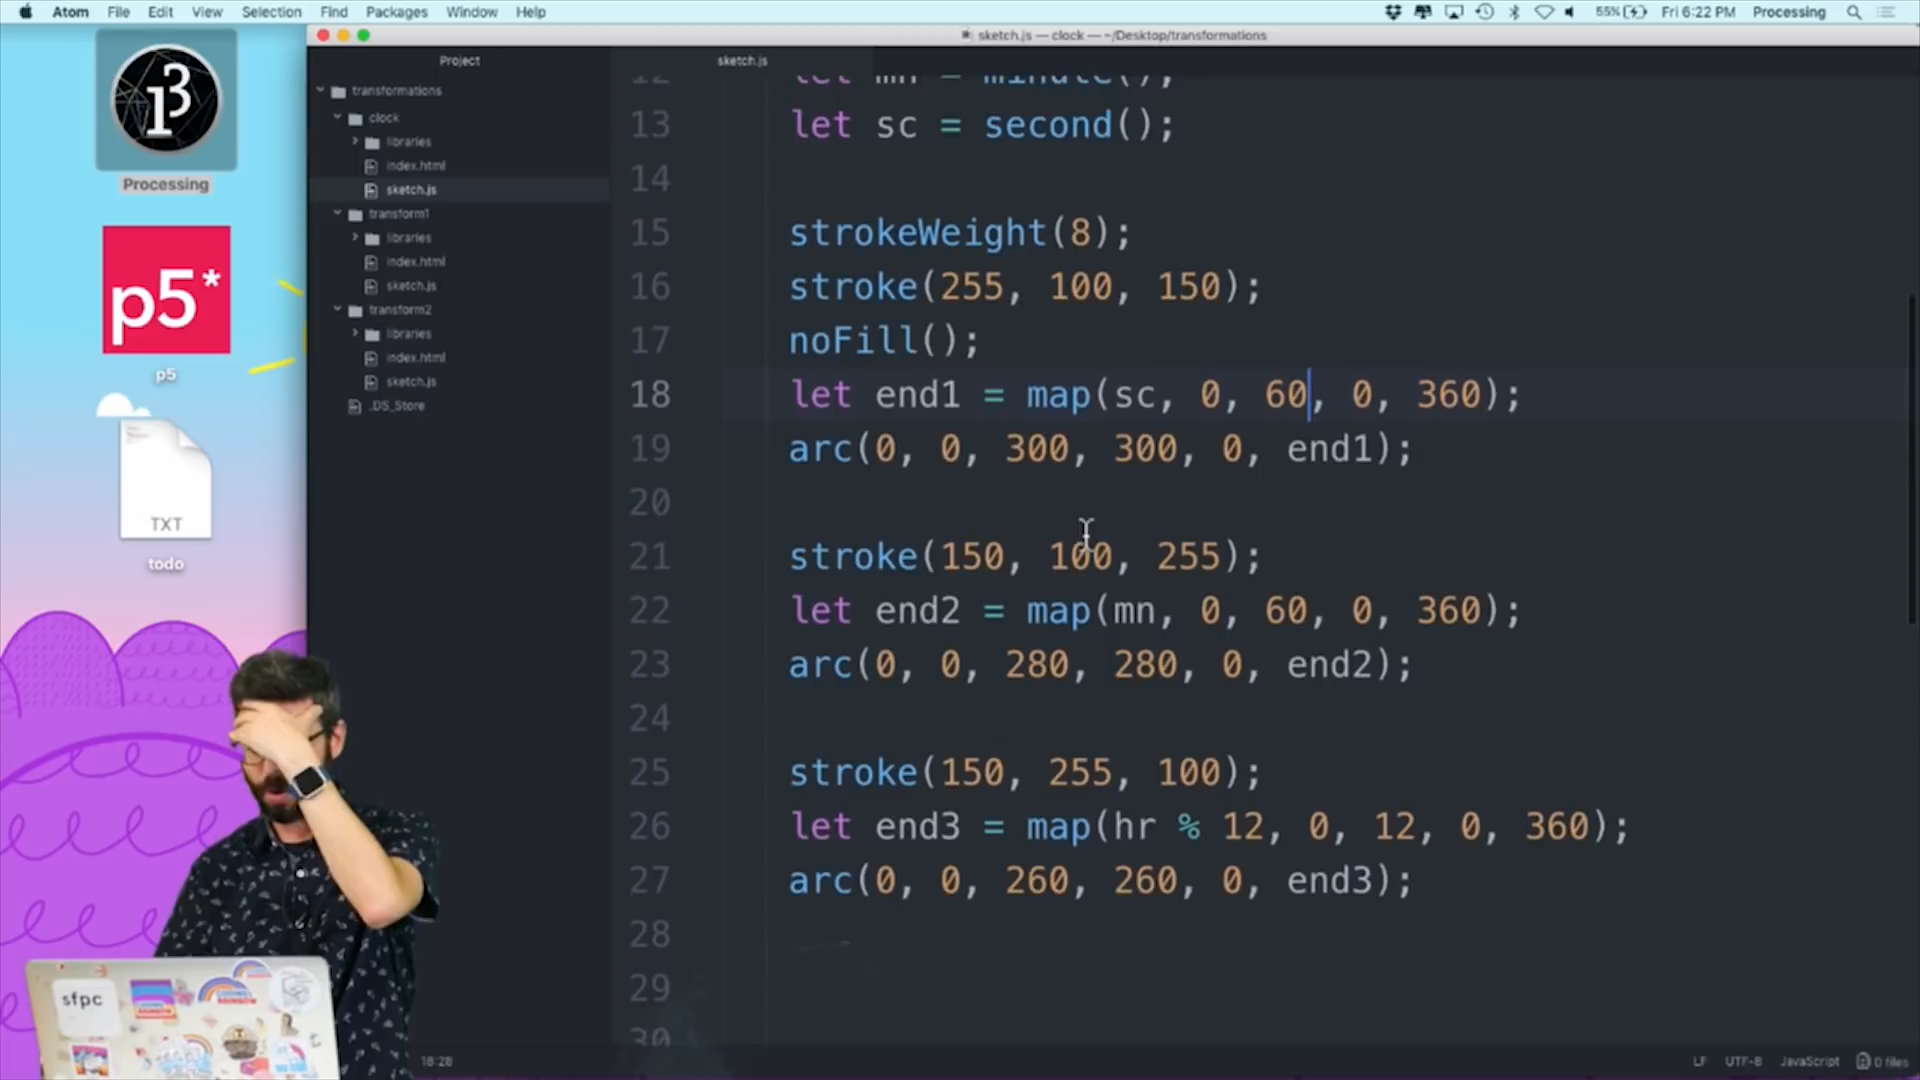 Atom File Edit View Selection Find Packages Window Help
55% Fri 6:22 PM Processing
sketch.js — clock — ~/Desktop/transformations
Project
sketch.js
transformations
clock
libraries
index.html
sketch.js
transform1
libraries
index.html
sketch.js
transform2
libraries
index.html
sketch.js
.DS_Store
Processing
p5*
p5
TXT
todo
12 let mn = minute();
13 let sc = second();
14
15 strokeWeight(8);
16 stroke(255, 100, 150);
17 noFill();
18 let end1 = map(sc, 0, 60, 0, 360);
19 arc(0, 0, 300, 300, 0, end1);
20
21 stroke(150, 100, 255);
22 let end2 = map(mn, 0, 60, 0, 360);
23 arc(0, 0, 280, 280, 0, end2);
24
25 stroke(150, 255, 100);
26 let end3 = map(hr % 12, 0, 12, 0, 360);
27 arc(0, 0, 260, 260, 0, end3);
28
29
30
18:28
LF UTF-8 JavaScript 0 files
sfpc